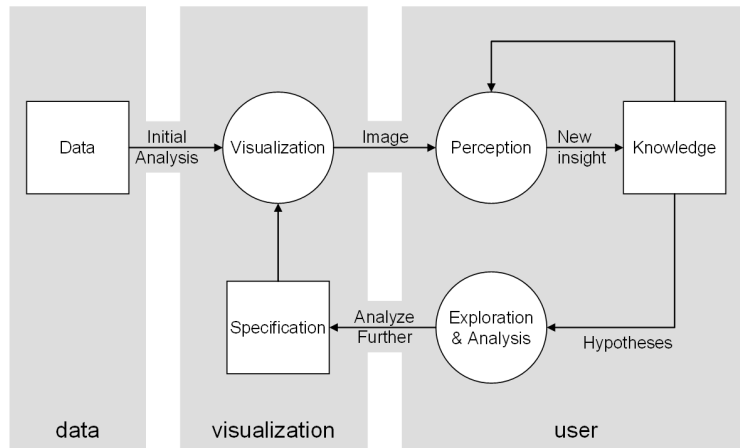 Data
Initial
Analysis
Visualization
Image
Perception
New
insight
Knowledge
Specification
Analyze
Further
Exploration
& Analysis
Hypotheses
data
visualization
user